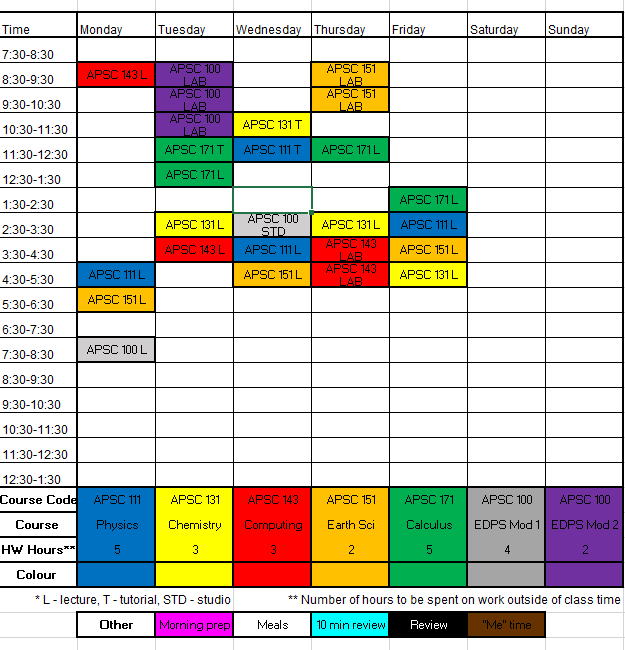 Time Monday Tuesday Wednesday Thursday Friday Saturday Sunday
7:30-8:30
8:30-9:30 APSC 143 L APSC 100 LAB APSC 151 LAB
9:30-10:30 APSC 100 LAB APSC 151 LAB
10:30-11:30 APSC 100 LAB APSC 131 T
11:30-12:30 APSC 171 T APSC 111 T APSC 171 L
12:30-1:30 APSC 171 L
1:30-2:30 APSC 171 L
2:30-3:30 APSC 131 L APSC 100 STD APSC 131 L APSC 111 L
3:30-4:30 APSC 143 L APSC 111 L APSC 143 LAB APSC 151 L
4:30-5:30 APSC 111 L APSC 151 L APSC 143 LAB APSC 131 L
5:30-6:30 APSC 151 L
6:30-7:30
7:30-8:30 APSC 100 L
8:30-9:30
9:30-10:30
10:30-11:30
11:30-12:30
12:30-1:30
Course Code APSC 111 APSC 131 APSC 143 APSC 151 APSC 171 APSC 100 APSC 100
Course Physics Chemistry Computing Earth Sci Calculus EDPS Mod 1 EDPS Mod 2
HW Hours** 5 3 3 2 5 4 2
Colour
* L - lecture, T - tutorial, STD - studio ** Number of hours to be spent on work outside of class time
Other Morning prep Meals 10 min review Review "Me" time